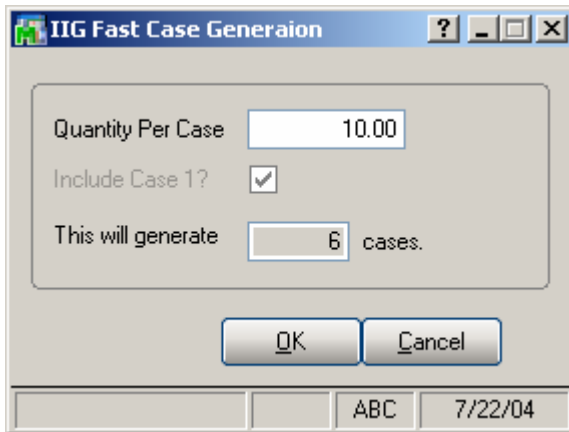 IIG Fast Case Generaion
Quantity Per Case 10.00
Include Case 1?
This will generate 6 cases.
OK Cancel
ABC 7/22/04